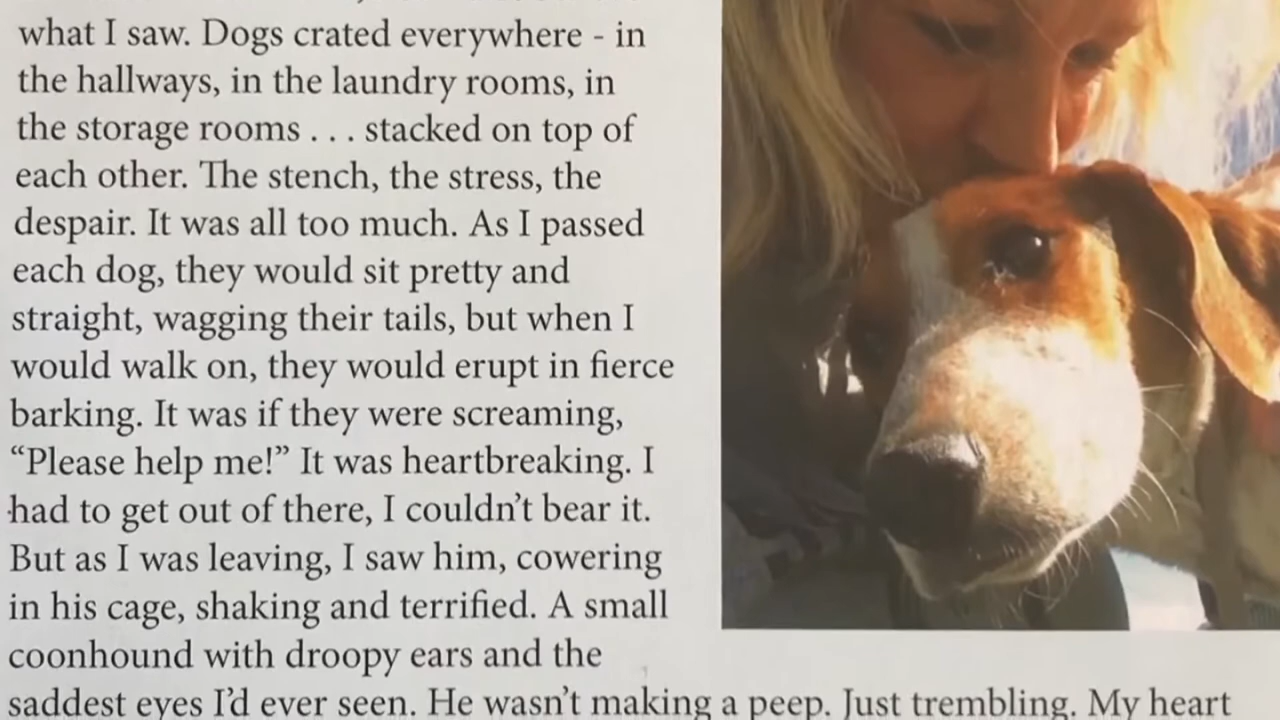 what I saw. Dogs crated everywhere - in
the hallways, in the laundry rooms, in
the storage rooms . . . stacked on top of
each other. The stench, the stress, the
despair. It was all too much. As I passed
each dog, they would sit pretty and
straight, wagging their tails, but when I
would walk on, they would erupt in fierce
barking. It was if they were screaming,
“Please help me!” It was heartbreaking. I
had to get out of there, I couldn’t bear it.
But as I was leaving, I saw him, cowering
in his cage, shaking and terrified. A small
coonhound with droopy ears and the
saddest eyes I’d ever seen. He wasn’t making a peep. Just trembling. My heart